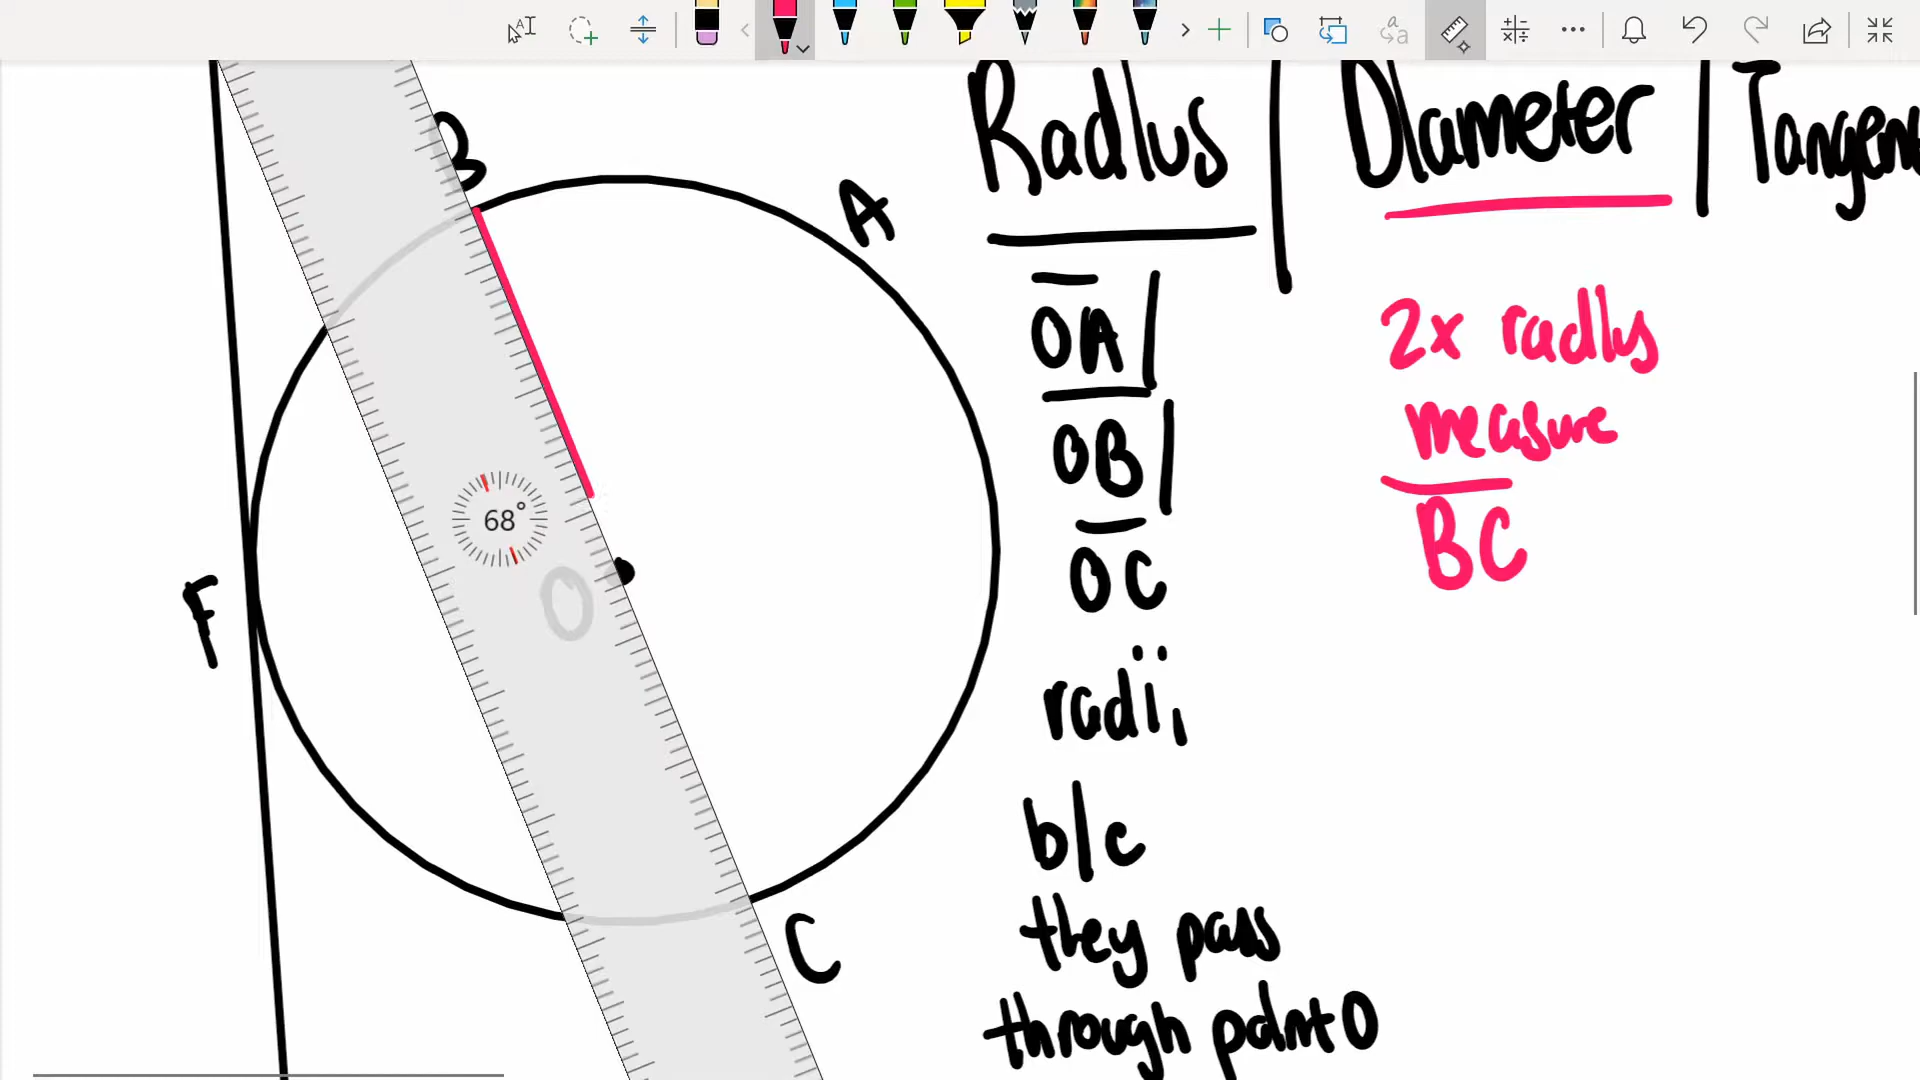 Radius | Diameter | Tangen
B
A
OA |
2x radius
OB |
measure
68°
BC
O
OC
F
radii,
b/c
they pass
C
through point O